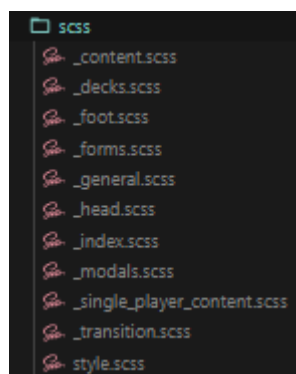 scss
_content.scss
_decks.scss
_foot.scss
_forms.scss
_general.scss
_head.scss
_index.scss
_modals.scss
_single_player_content.scss
_transition.scss
style.scss